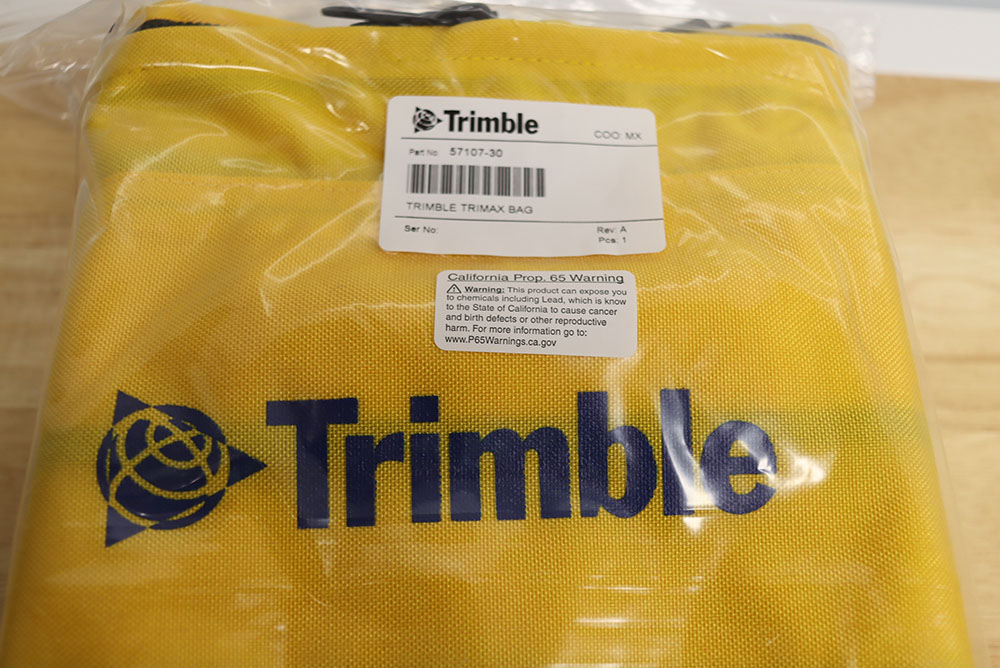 Trimble
COO: MX
Part No: 57107-30
TRIMBLE TRIMAX BAG
Ser No:
Rev: A
Pcs: 1
California Prop. 65 Warning
Warning: This product can expose you
to chemicals including Lead, which is know
to the State of California to cause cancer
and birth defects or other reproductive
harm. For more information go to:
www.P65Warnings.ca.gov
Trimble